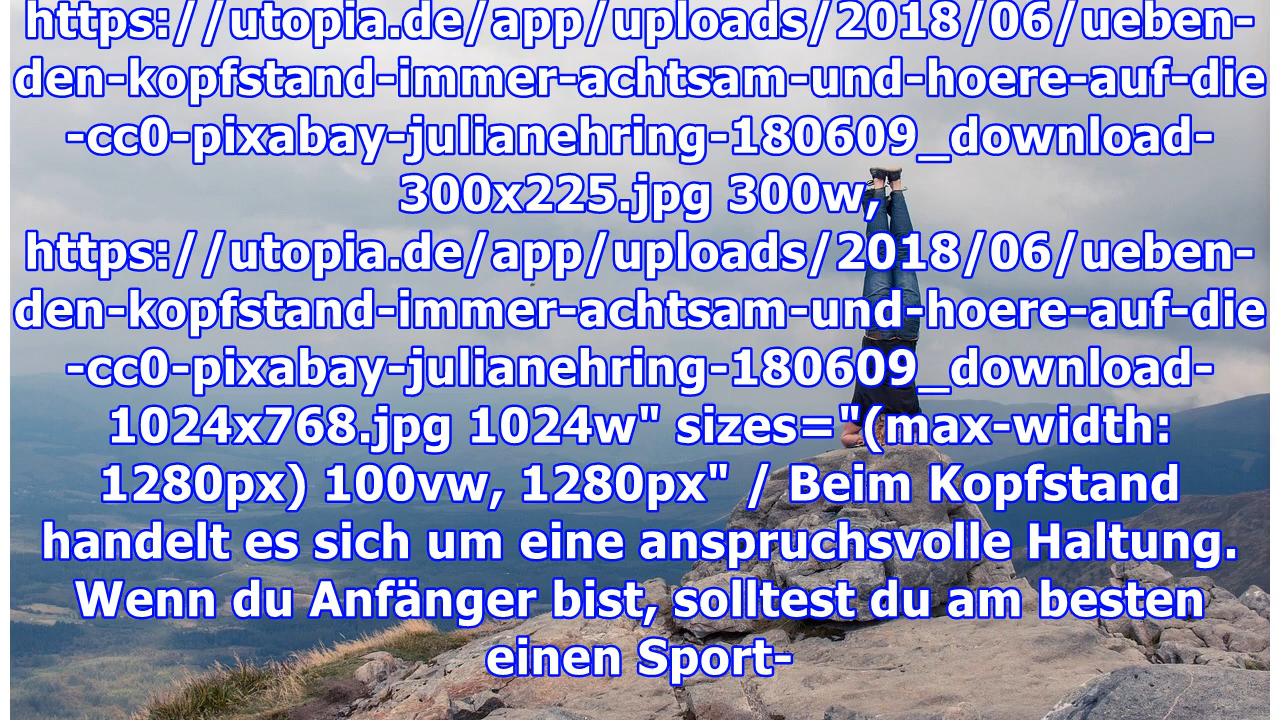 https://utopia.de/app/uploads/2018/06/ueben-
den-kopfstand-immer-achtsam-und-hoere-auf-die
-cc0-pixabay-julianehring-180609_download-
300x225.jpg 300w,
https://utopia.de/app/uploads/2018/06/ueben-
den-kopfstand-immer-achtsam-und-hoere-auf-die
-cc0-pixabay-julianehring-180609_download-
1024x768.jpg 1024w" sizes="(max-width:
1280px) 100vw, 1280px" / Beim Kopfstand
handelt es sich um eine anspruchsvolle Haltung.
Wenn du Anfänger bist, solltest du am besten
einen Sport-